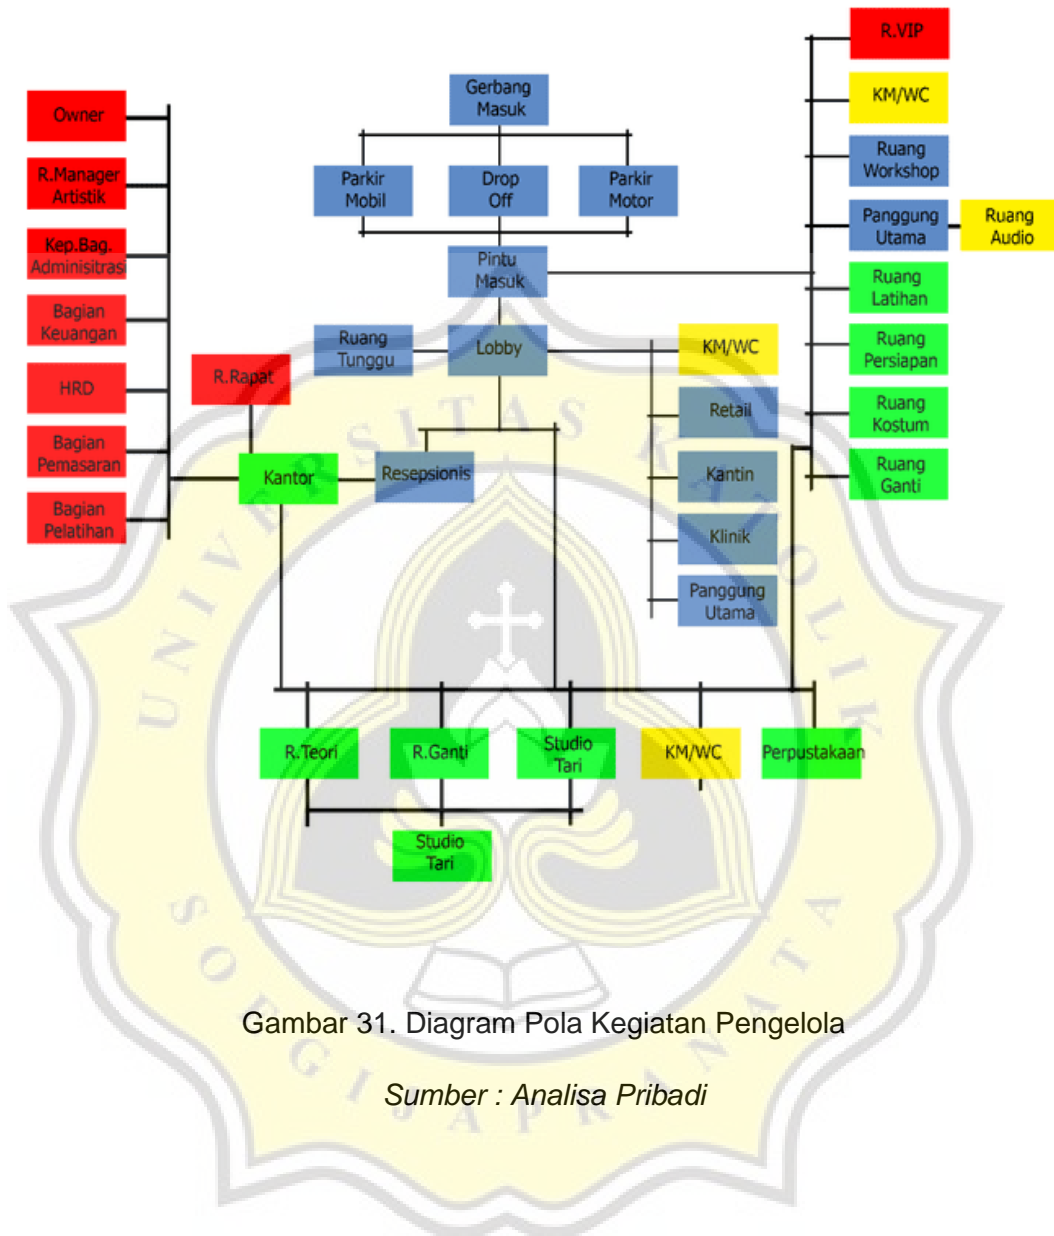 R.VIP
KM/WC
Ruang
Workshop
Panggung
Utama
Ruang
Audio
Ruang
Latihan
Ruang
Persiapan
Ruang
Kostum
Ruang
Ganti
Gerbang
Masuk
Parkir
Mobil
Drop
Off
Parkir
Motor
Pintu
Masuk
Ruang
Tunggu
Lobby
KM/WC
Retail
Kantin
Klinik
Panggung
Utama
Owner
R.Manager
Artistik
Kep.Bag.
Adminisitrasi
Bagian
Keuangan
HRD
Bagian
Pemasaran
Bagian
Pelatihan
R.Rapat
Kantor
Resepsionis
R.Teori
R.Ganti
Studio
Tari
KM/WC
Perpustakaan
Studio
Tari
UNIVERSITAS KATOLIK
SOEGIJAPRANATA
Gambar 31. Diagram Pola Kegiatan Pengelola
Sumber : Analisa Pribadi